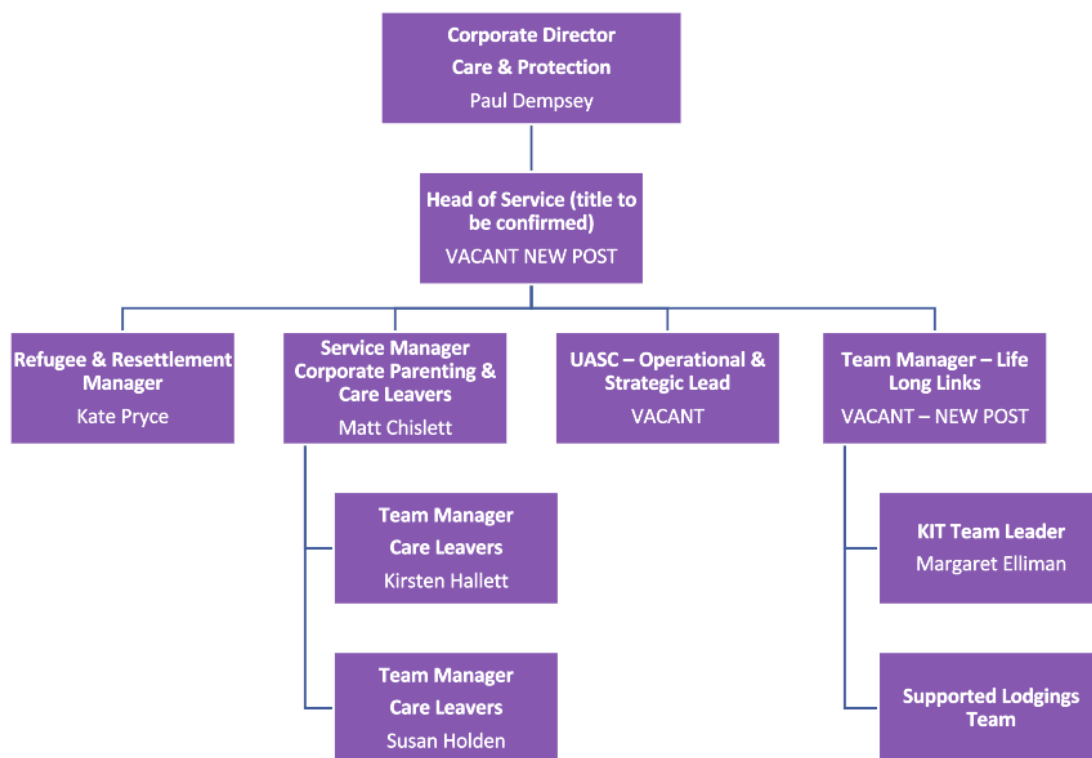 Corporate Director
Care & Protection
Paul Dempsey
Head of Service (title to
be confirmed)
VACANT NEW POST
Refugee & Resettlement
Manager
Kate Pryce
Service Manager
Corporate Parenting &
Care Leavers
Matt Chislett
UASC – Operational &
Strategic Lead
VACANT
Team Manager – Life
Long Links
VACANT – NEW POST
Team Manager
Care Leavers
Kirsten Hallett
KIT Team Leader
Margaret Elliman
Team Manager
Care Leavers
Susan Holden
Supported Lodgings
Team